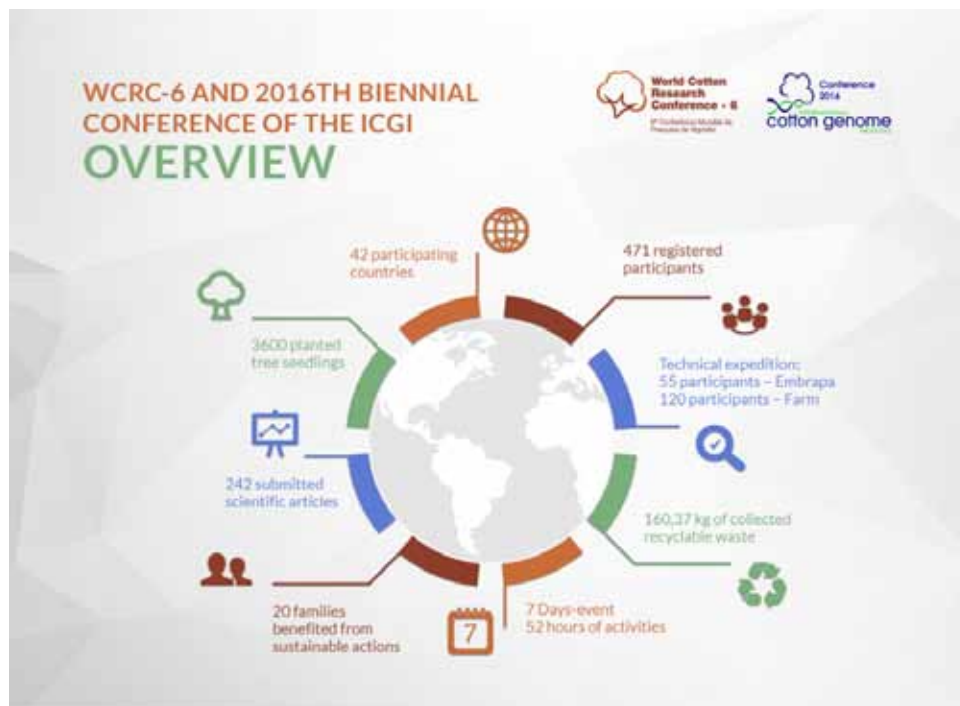 WCRC-6 AND 2016TH BIENNIAL
CONFERENCE OF THE ICGI
OVERVIEW
World Cotton
Research
Conference - 6
Conference
2016
cotton genome
42 participating
countries
471 registered
participants
3600 planted
tree seedlings
Technical expedition:
55 participants – Embrapa
120 participants – Farm
242 submitted
scientific articles
160,37 kg of collected
recyclable waste
20 families
benefited from
sustainable actions
7
7 Days-event
52 hours of activities